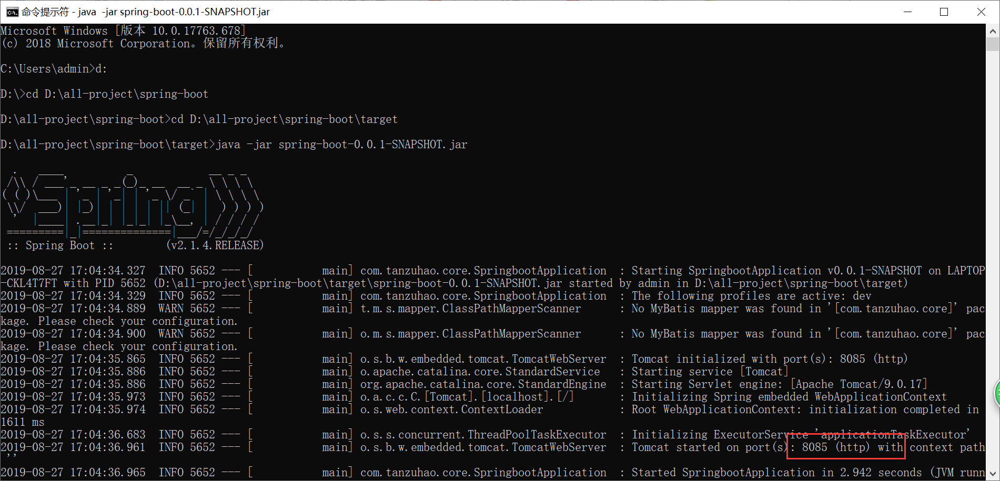 命令提示符 - java  -jar spring-boot-0.0.1-SNAPSHOT.jar
Microsoft Windows [版本 10.0.17763.678]
(c) 2018 Microsoft Corporation。保留所有权利。
C:\Users\admin>d:
D:\>cd D:\all-project\spring-boot
D:\all-project\spring-boot>cd D:\all-project\spring-boot\target
D:\all-project\spring-boot\target>java -jar spring-boot-0.0.1-SNAPSHOT.jar
  .   ____          _            __ _ _
 /\\ / ___'_ __ _ _(_)_ __  __ _ \ \ \ \
( ( )\___ | '_ | '_| | '_ \/ _` | \ \ \ \
 \\/  ___)| |_)| | | | | || (_| |  ) ) ) )
  '  |____| .__|_| |_|_| |_\__, | / / / /
 =========|_|==============|___/=/_/_/_/
 :: Spring Boot ::        (v2.1.4.RELEASE)
2019-08-27 17:04:34.327  INFO 5652 --- [           main] com.tanzuhao.core.SpringbootApplication  : Starting SpringbootApplication v0.0.1-SNAPSHOT on LAPTOP
-CKL4T7FT with PID 5652 (D:\all-project\spring-boot\target\spring-boot-0.0.1-SNAPSHOT.jar started by admin in D:\all-project\spring-boot\target)
2019-08-27 17:04:34.329  INFO 5652 --- [           main] com.tanzuhao.core.SpringbootApplication  : The following profiles are active: dev
2019-08-27 17:04:34.889  WARN 5652 --- [           main] t.m.s.mapper.ClassPathMapperScanner      : No MyBatis mapper was found in '[com.tanzuhao.core]' pac
kage. Please check your configuration.
2019-08-27 17:04:34.900  WARN 5652 --- [           main] o.m.s.mapper.ClassPathMapperScanner      : No MyBatis mapper was found in '[com.tanzuhao.core]' pac
kage. Please check your configuration.
2019-08-27 17:04:35.865  INFO 5652 --- [           main] o.s.b.w.embedded.tomcat.TomcatWebServer  : Tomcat initialized with port(s): 8085 (http)
2019-08-27 17:04:35.886  INFO 5652 --- [           main] o.apache.catalina.core.StandardService   : Starting service [Tomcat]
2019-08-27 17:04:35.886  INFO 5652 --- [           main] org.apache.catalina.core.StandardEngine  : Starting Servlet engine: [Apache Tomcat/9.0.17]
2019-08-27 17:04:35.973  INFO 5652 --- [           main] o.a.c.c.C.[Tomcat].[localhost].[/]       : Initializing Spring embedded WebApplicationContext
2019-08-27 17:04:35.974  INFO 5652 --- [           main] o.s.web.context.ContextLoader            : Root WebApplicationContext: initialization completed in
1611 ms
2019-08-27 17:04:36.683  INFO 5652 --- [           main] o.s.s.concurrent.ThreadPoolTaskExecutor  : Initializing ExecutorService 'applicationTaskExecutor'
2019-08-27 17:04:36.961  INFO 5652 --- [           main] o.s.b.w.embedded.tomcat.TomcatWebServer  : Tomcat started on port(s): 8085 (http) with context path
 ''
2019-08-27 17:04:36.965  INFO 5652 --- [           main] com.tanzuhao.core.SpringbootApplication  : Started SpringbootApplication in 2.942 seconds (JVM runn